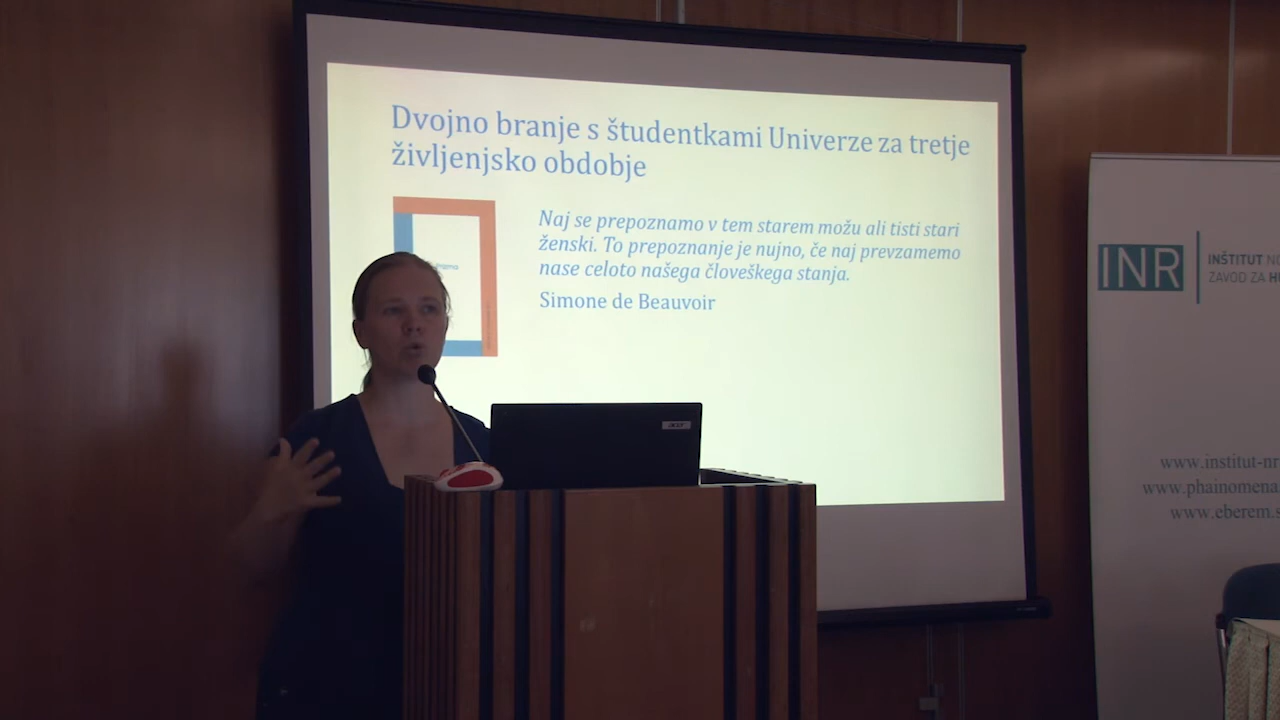 Dvojno branje s študentkami Univerze za tretje
življenjsko obdobje
Naj se prepoznamo v tem starem možu ali tisti stari
ženski. To prepoznanje je nujno, če naj prevzamemo
nase celoto našega človeškega stanja.
Simone de Beauvoir
acer
INR
INŠTITUT
ZAVOD ZA
www.institut-nr
www.phainomena.
www.eberem.s